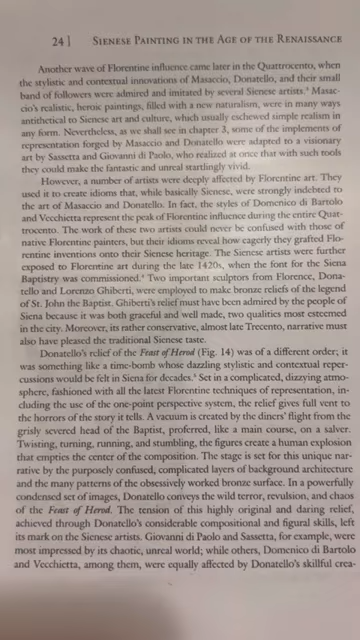 24 | SIENESE PAINTING IN THE AGE OF THE RENAISSANCE
Another wave of Florentine influence came later in the Quattrocento, when
the stylistic and contextual innovations of Masaccio, Donatello, and their small
band of followers were admired and imitated by several Sienese artists. Masac-
cio's realistic, heroic paintings, filled with a new naturalism, were in many ways
antithetical to Sienese art and culture, which usually eschewed simple realism in
any form. Nevertheless, as we shall see in chapter 3, some of the implements of
representation forged by Masaccio and Donatello were adapted to a visionary
art by Sassetta and Giovanni di Paolo, who realized at once that with such tools
they could make the fantastic and unreal startlingly vivid.
However, a number of artists were deeply affected by Florentine art. They
used it to create idioms that, while basically Sienese, were strongly indebted to
the art of Masaccio and Donatello. In fact, the styles of Domenico di Bartolo
and Vecchietta represent the peak of Florentine influence during the entire Quat-
trocento. The work of these two artists could never be confused with those of
native Florentine painters, but their idioms reveal how eagerly they grafted Flo-
rentine inventions onto their Sienese heritage. The Sienese artists were further
exposed to Florentine art during the late 1420s, when the font for the Siena
Baptistry was commissioned. Two important sculptors from Florence, Dona-
tello and Lorenzo Ghiberti, were employed to make bronze reliefs of the legend
of St. John the Baptist. Ghiberti's relief must have been admired by the people of
Siena because it was both graceful and well made, two qualities most esteemed
in the city. Moreover, its rather conservative, almost late Trecento, narrative must
also have pleased the traditional Sienese taste.
Donatello's relief of the Feast of Herod (Fig. 14) was of a different order; it
was something like a time-bomb whose dazzling stylistic and contextual reper-
cussions would be felt in Siena for decades. Set in a complicated, dizzying atmo-
sphere, fashioned with all the latest Florentine techniques of representation, in-
cluding the use of the one-point perspective system, the relief gives full vent to
the horrors of the story it tells. A vacuum is created by the diners' flight from the
grisly severed head of the Baptist, proffered, like a main course, on a salver.
Twisting, turning, running, and stumbling, the figures create a human explosion
that empties the center of the composition. The stage is set for this unique nar-
rative by the purposely confused, complicated layers of background architecture
and the many patterns of the obsessively worked bronze surface. In a powerfully
condensed set of images, Donatello conveys the wild terror, revulsion, and chaos
of the Feast of Herod. The tension of this highly original and daring relief,
achieved through Donatello's considerable compositional and figural skills, left
its mark on the Sienese artists. Giovanni di Paolo and Sassetta, for example, were
most impressed by its chaotic, unreal world; while others, Domenico di Bartolo
and Vecchietta, among them, were equally affected by Donatello's skillful crea-